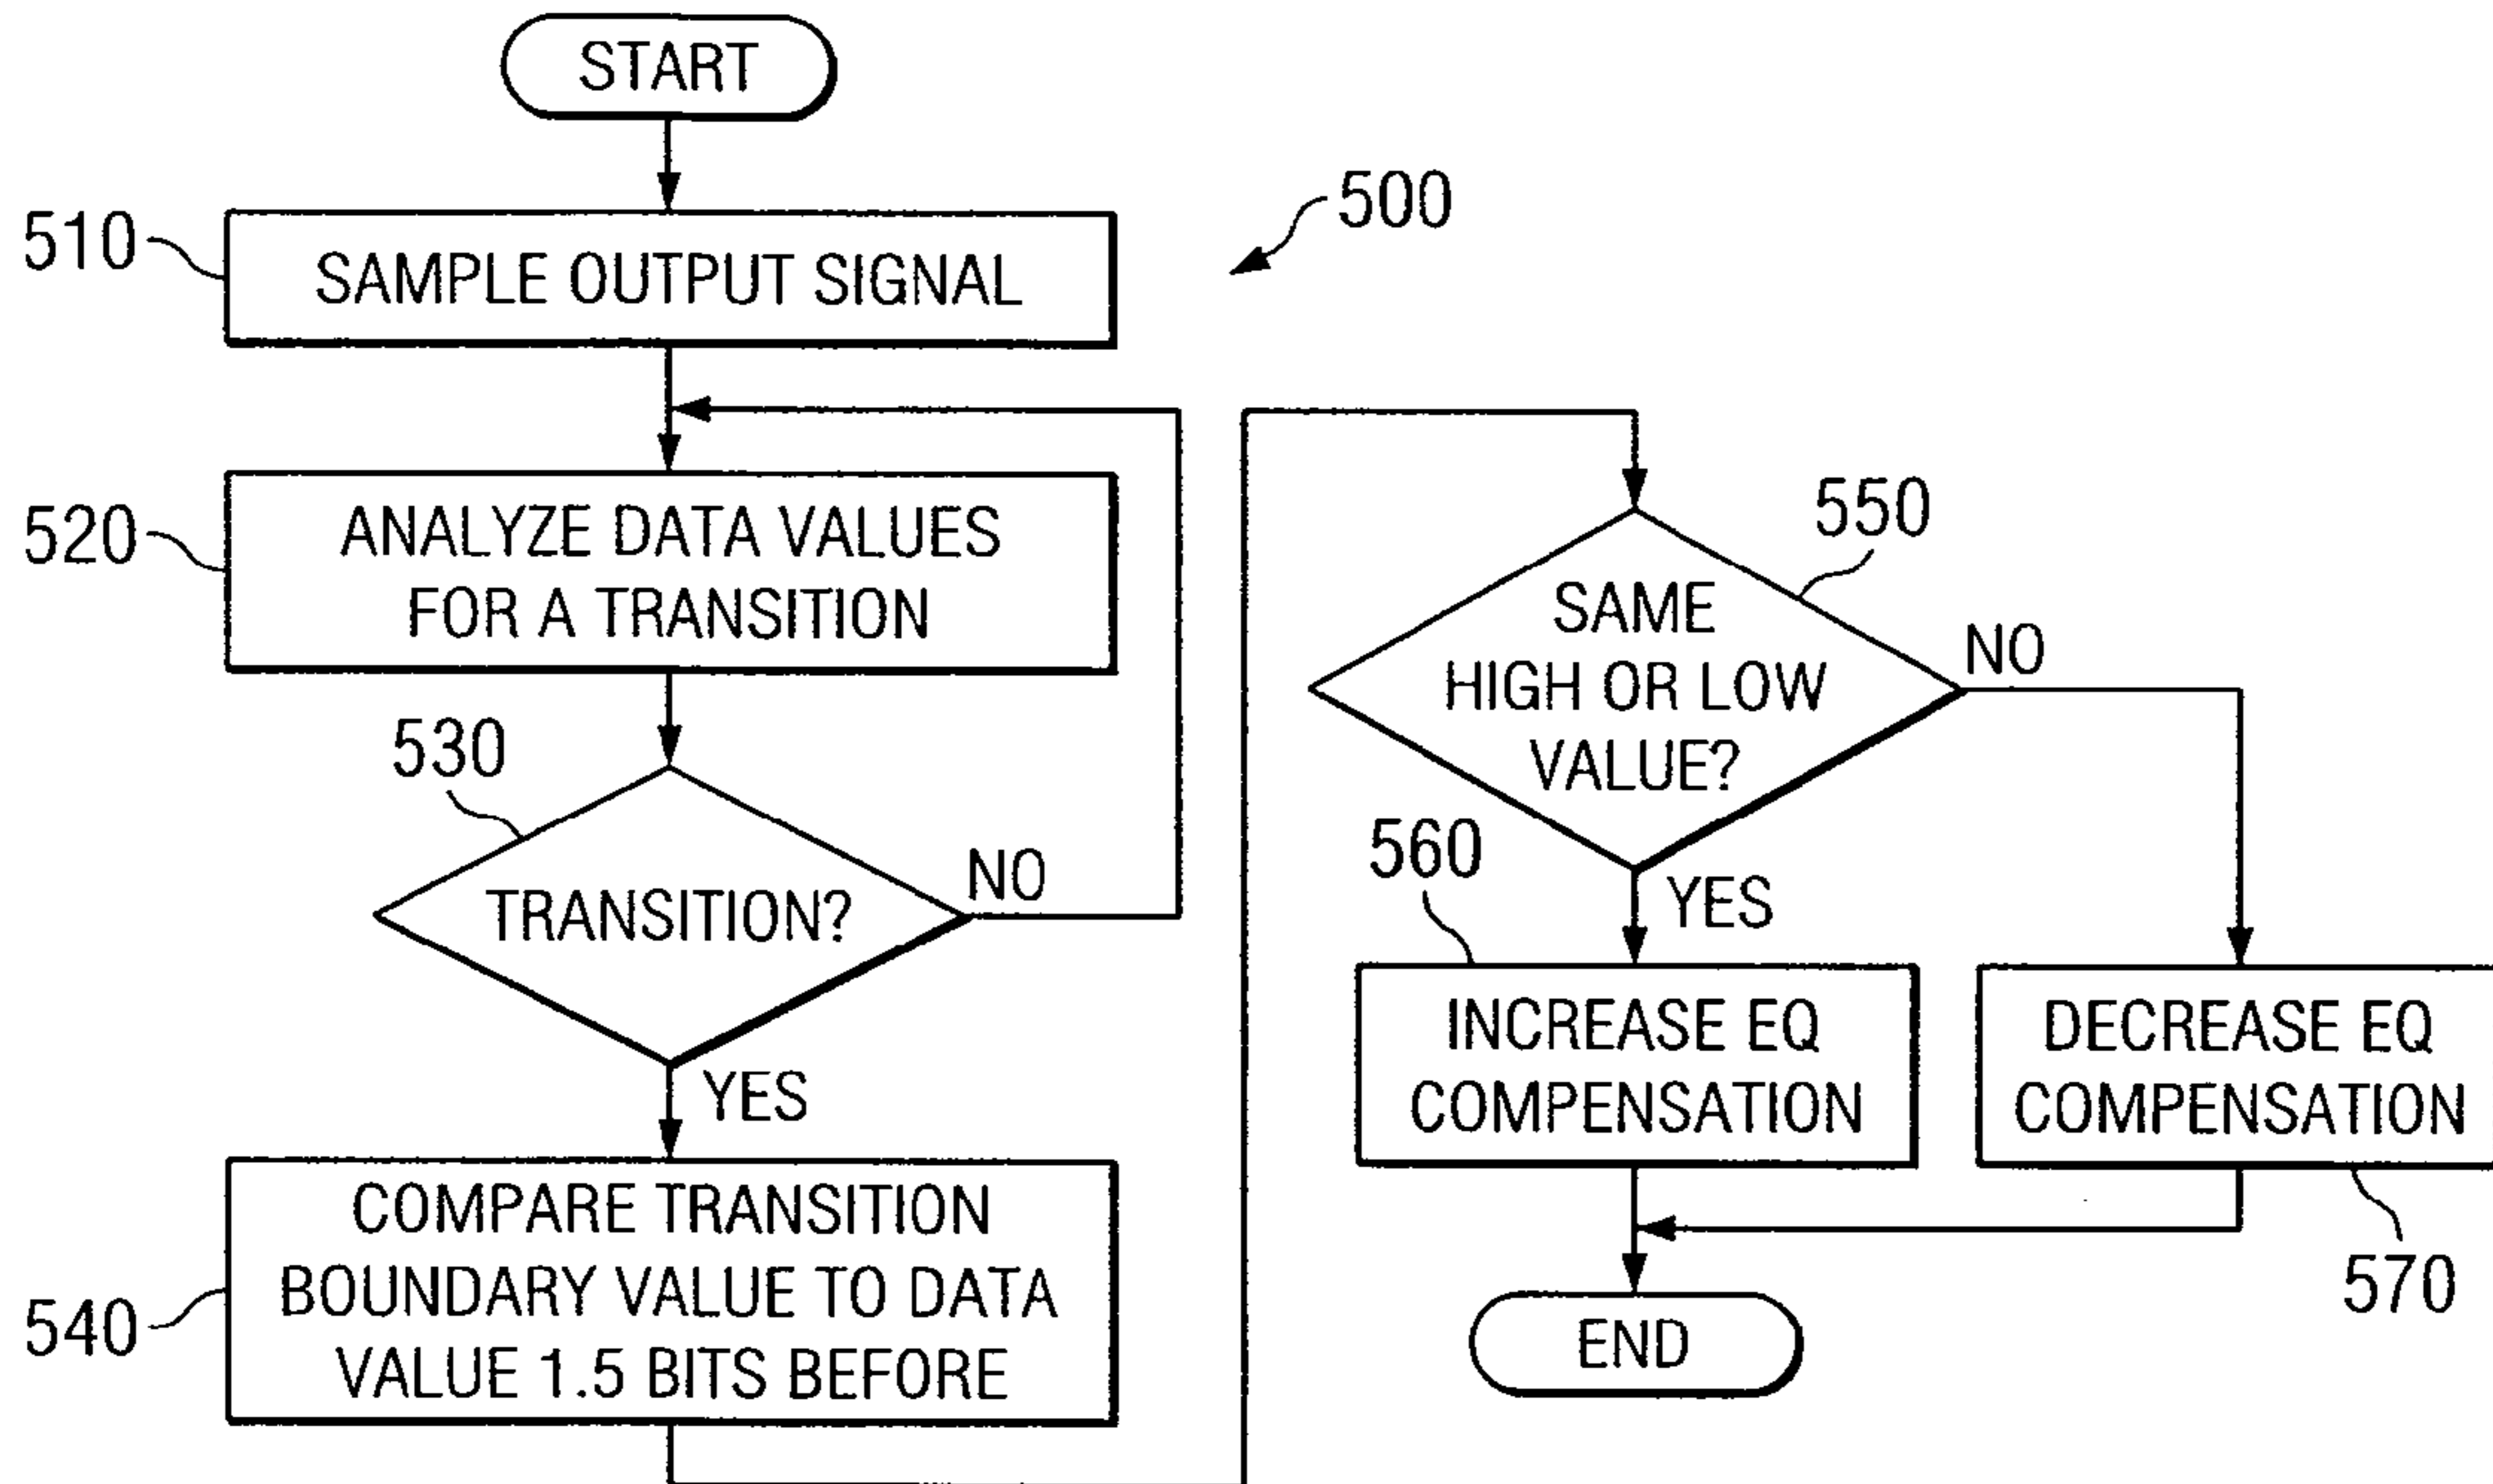 START
500
510
SAMPLE OUTPUT SIGNAL
520
ANALYZE DATA VALUES
FOR A TRANSITION
530
TRANSITION?
NO
YES
540
COMPARE TRANSITION
BOUNDARY VALUE TO DATA
VALUE 1.5 BITS BEFORE
550
SAME
HIGH OR LOW
VALUE?
NO
YES
560
INCREASE EQ
COMPENSATION
DECREASE EQ
COMPENSATION
570
END